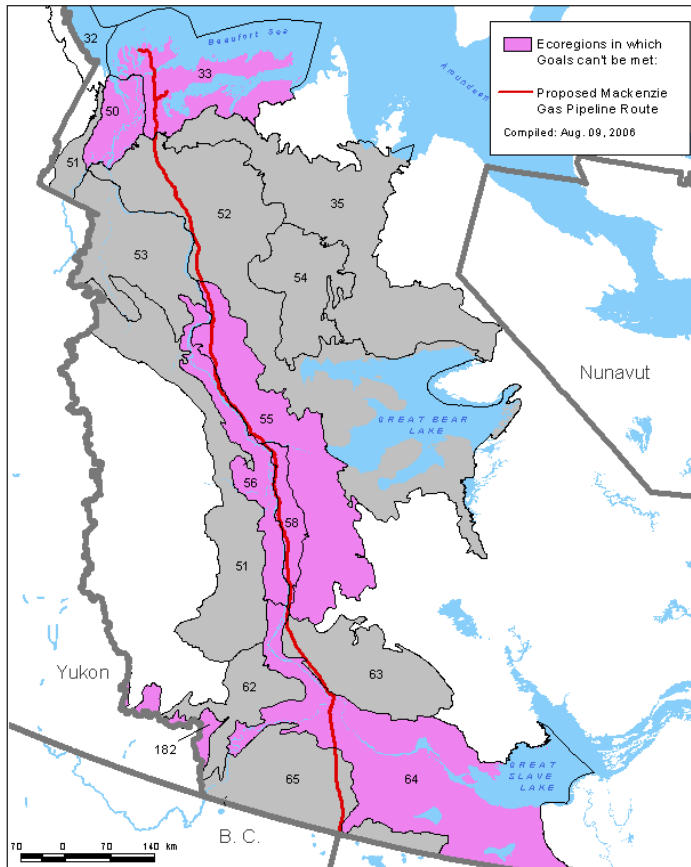 32
Beaufort Sea
33
Amundsen
Ecoregions in which
Goals can't be met:
Proposed Mackenzie
Gas Pipeline Route
Compiled: Aug. 09, 2006
50
51
52
35
53
54
Nunavut
55
GREAT BEAR
LAKE
56
58
51
Yukon
63
62
182
GREAT
SLAVE
LAKE
65
64
B. C.
70 0 70 140 km